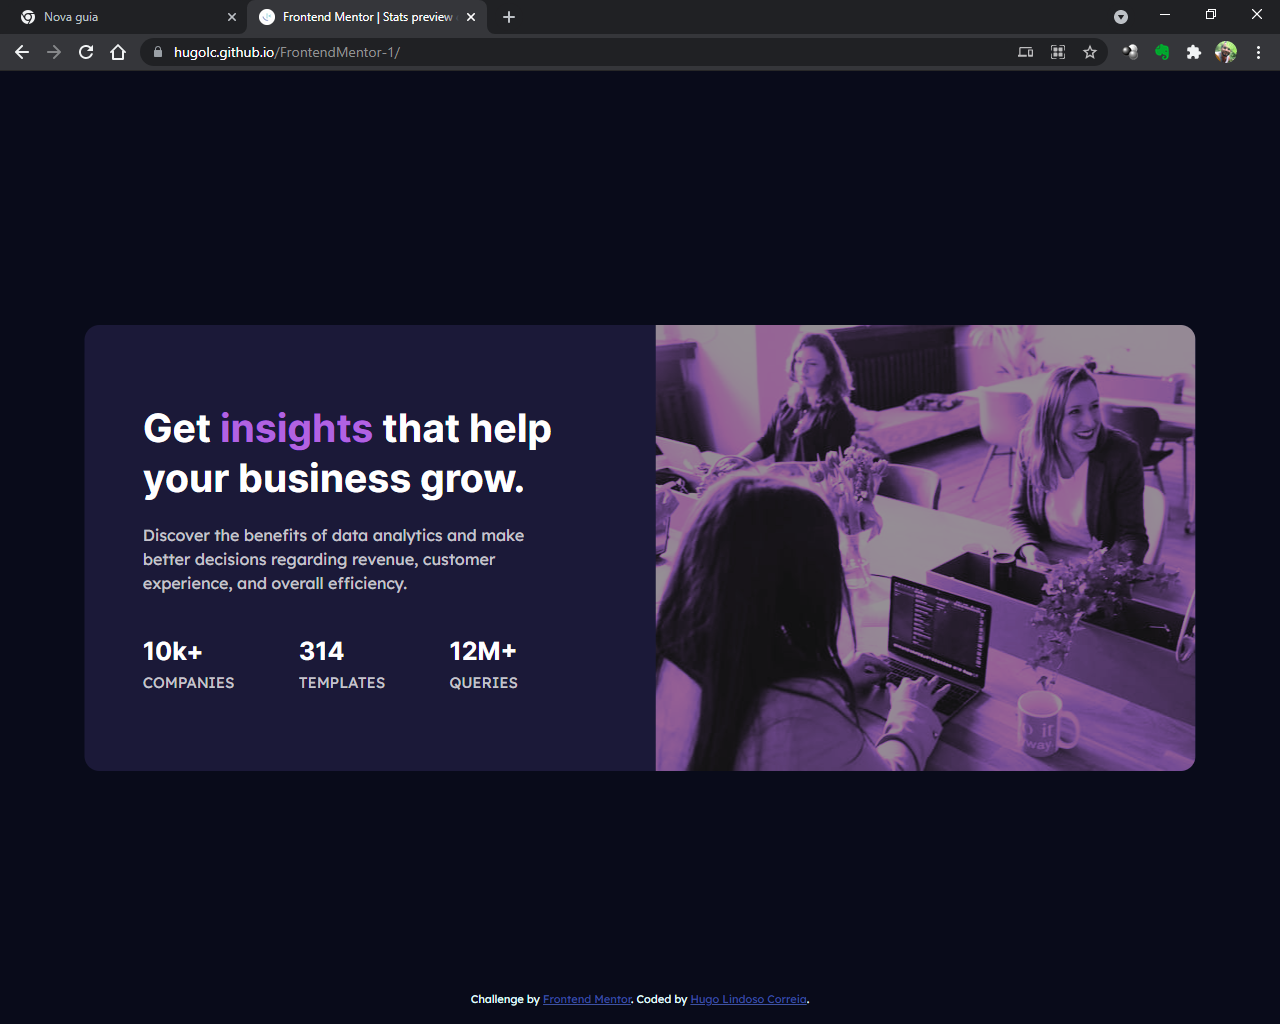 Nova guia
Frontend Mentor | Stats preview
hugolc.github.io/FrontendMentor-1/
Get insights that help
your business grow.
Discover the benefits of data analytics and make
better decisions regarding revenue, customer
experience, and overall efficiency.
10k+ 314 12M+
COMPANIES TEMPLATES QUERIES
Challenge by Frontend Mentor. Coded by Hugo Lindoso Correia.